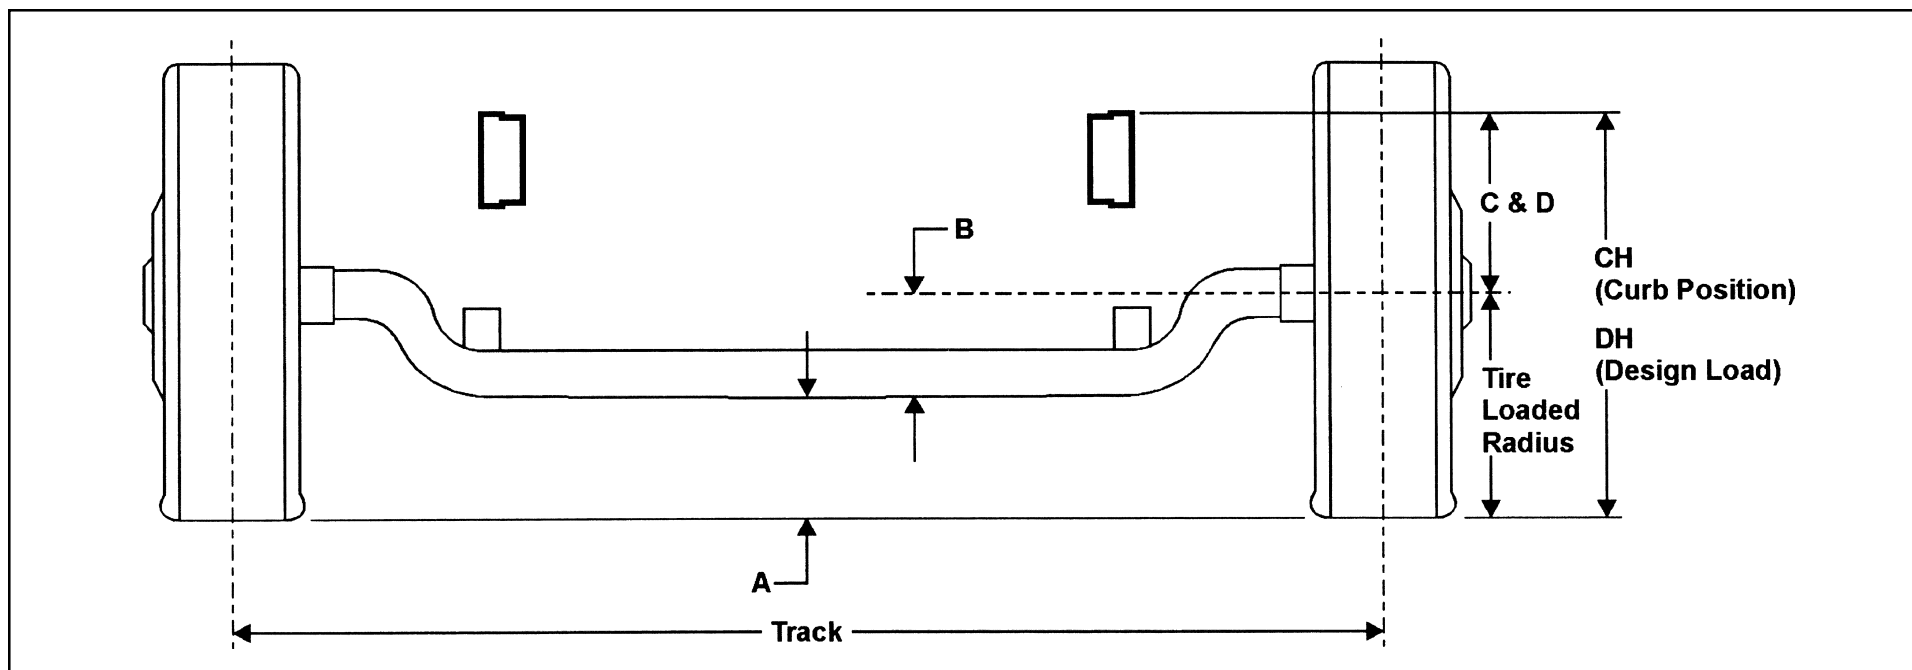 B
C & D
CH
(Curb Position)
DH
(Design Load)
Tire
Loaded
Radius
A
Track